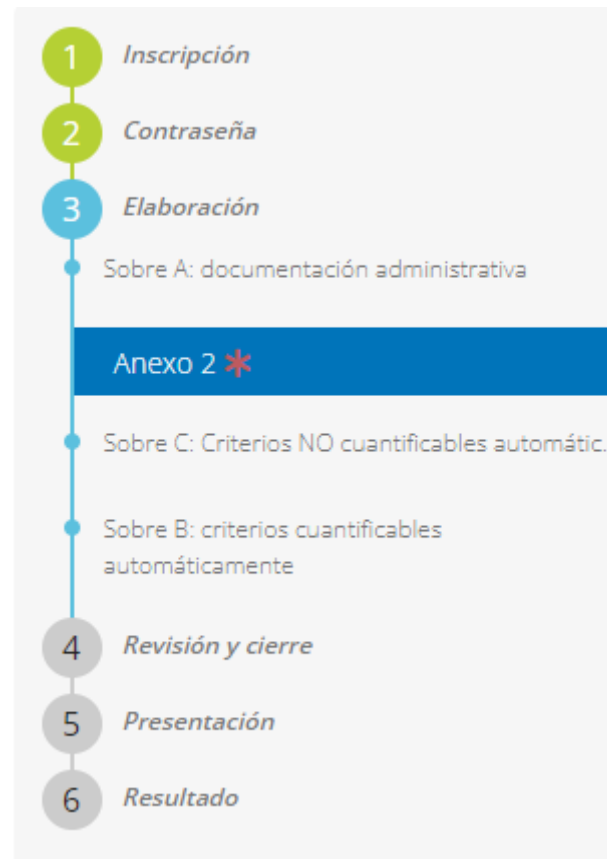 1 Inscripción
2 Contraseña
3 Elaboración
Sobre A: documentación administrativa
Anexo 2 *
Sobre C: Criterios NO cuantificables automátic.
Sobre B: criterios cuantificables
automáticamente
4 Revisión y cierre
5 Presentación
6 Resultado